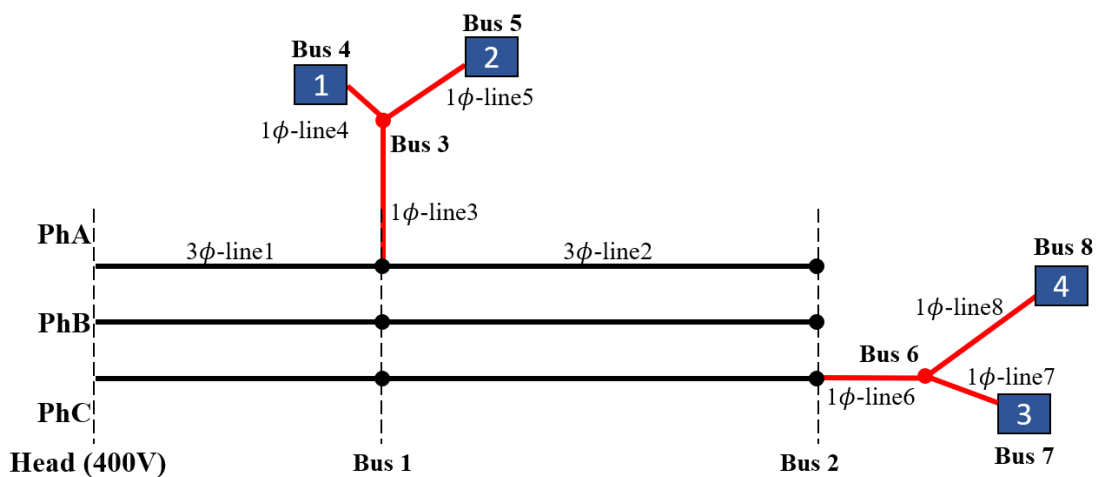 Bus 5
Bus 4
2
1
1ϕ-line5
1ϕ-line4
Bus 3
1ϕ-line3
PhA
3ϕ-line1
3ϕ-line2
Bus 8
4
1ϕ-line8
PhB
Bus 6
1ϕ-line7
1ϕ-line6
3
PhC
Head (400V)
Bus 1
Bus 2
Bus 7